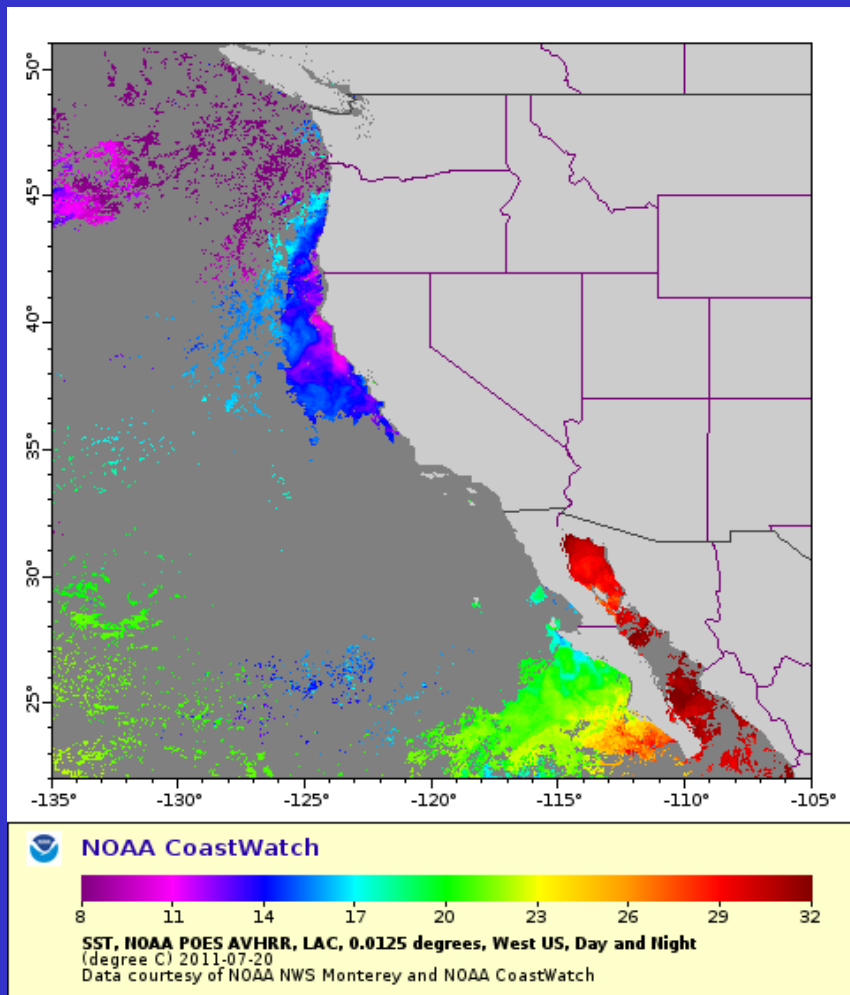 50°
45°
40°
35°
30°
25°
-135° -130° -125° -120° -115° -110° -105°
NOAA CoastWatch
8 11 14 17 20 23 26 29 32
SST, NOAA POES AVHRR, LAC, 0.0125 degrees, West US, Day and Night
(degree C) 2011-07-20
Data courtesy of NOAA NWS Monterey and NOAA CoastWatch